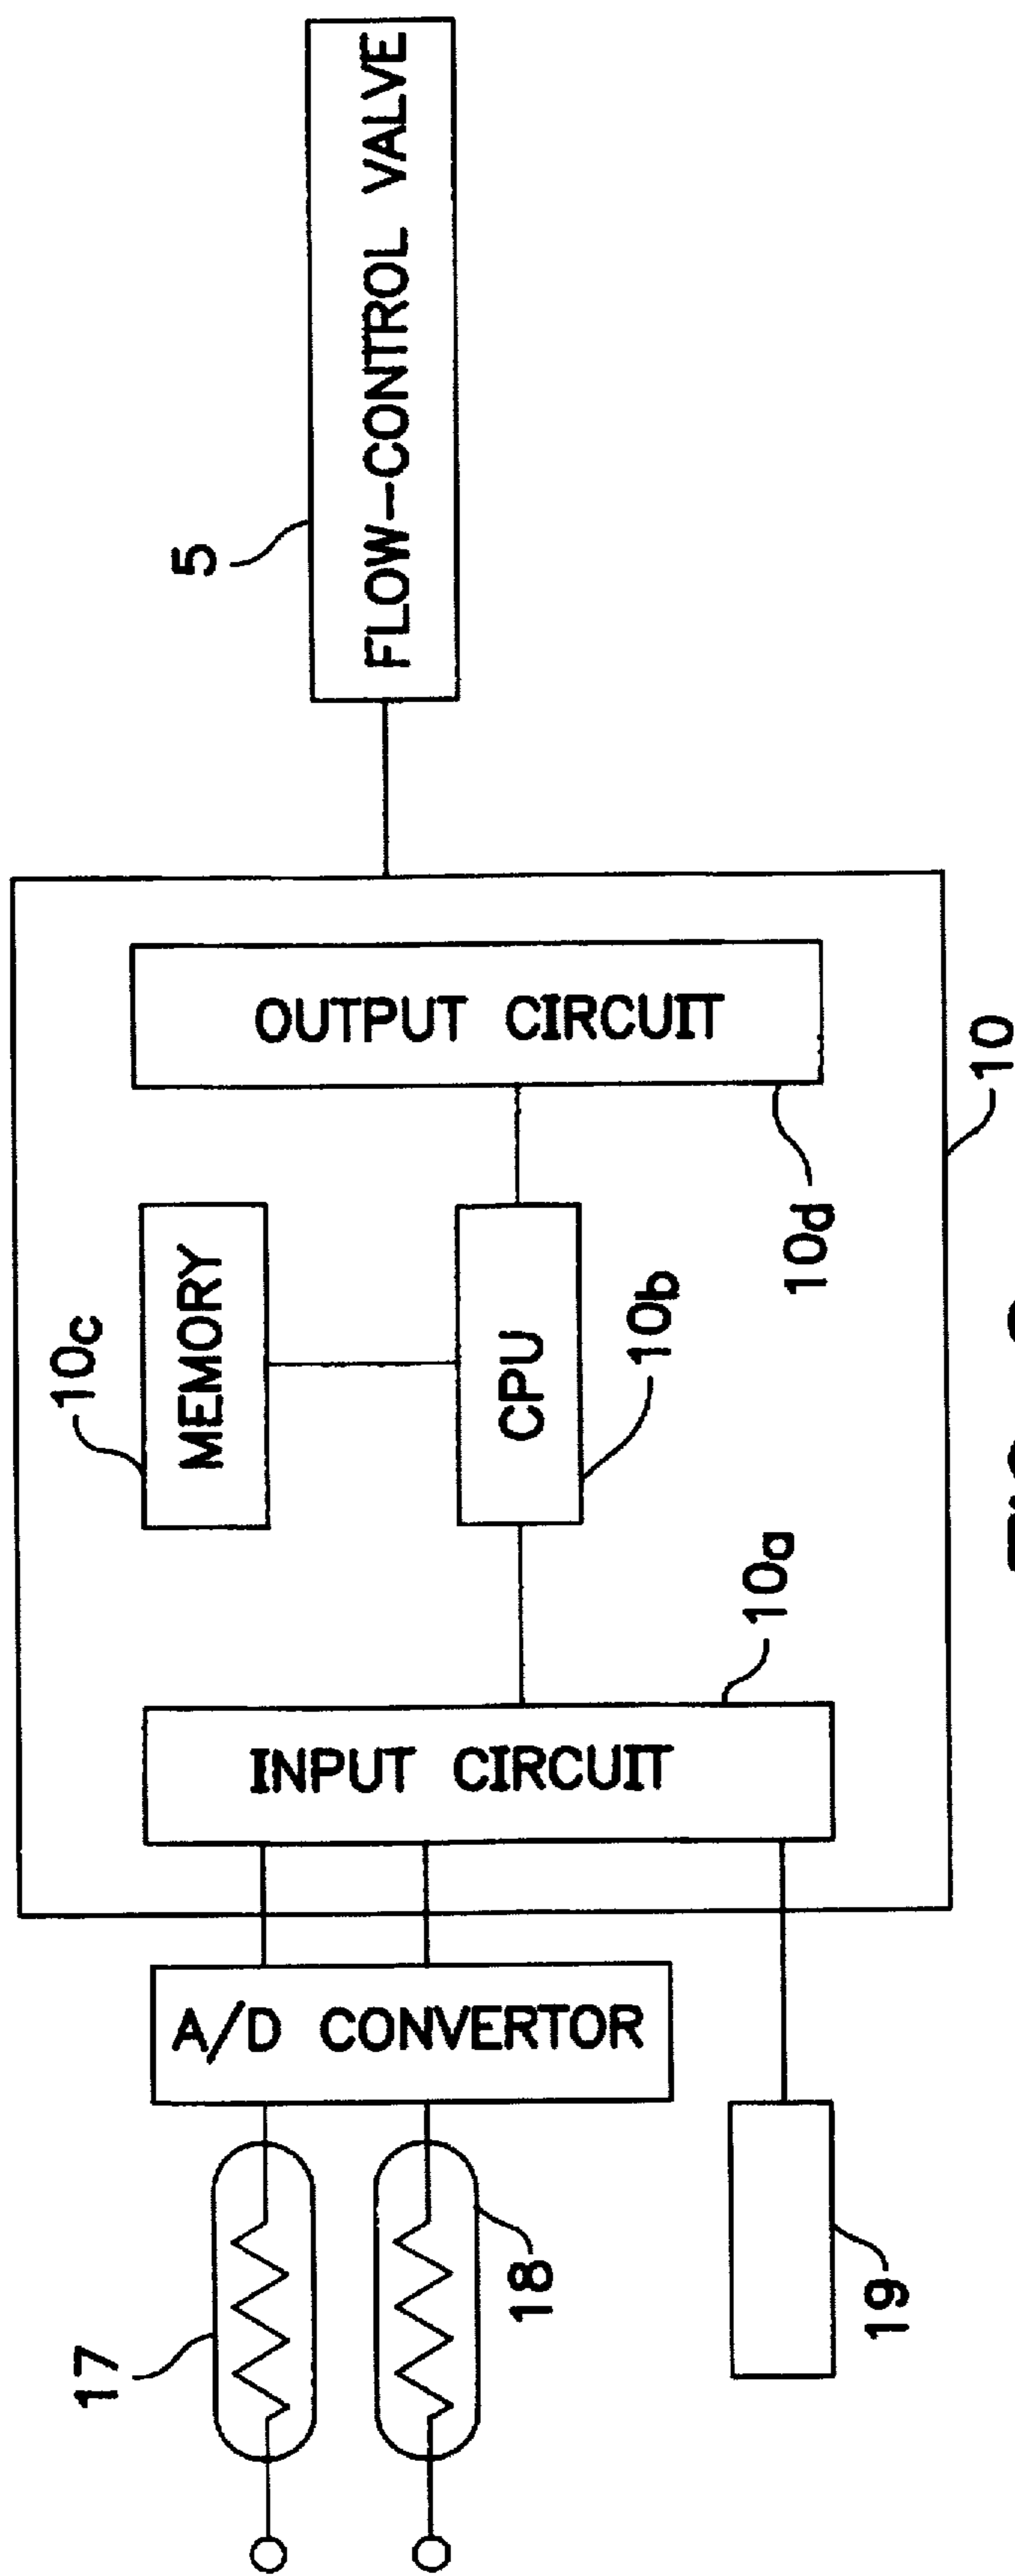 17
18
19
A/D CONVERTOR
INPUT CIRCUIT
10a
MEMORY
10c
CPU
10b
OUTPUT CIRCUIT
10d
10
FLOW-CONTROL VALVE
5